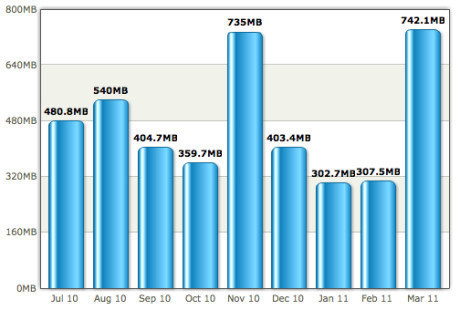 800MB
640MB
480MB
320MB
160MB
0MB
480.8MB
540MB
404.7MB
359.7MB
735MB
403.4MB
302.7MB
307.5MB
742.1MB
Jul 10 Aug 10 Sep 10 Oct 10 Nov 10 Dec 10 Jan 11 Feb 11 Mar 11